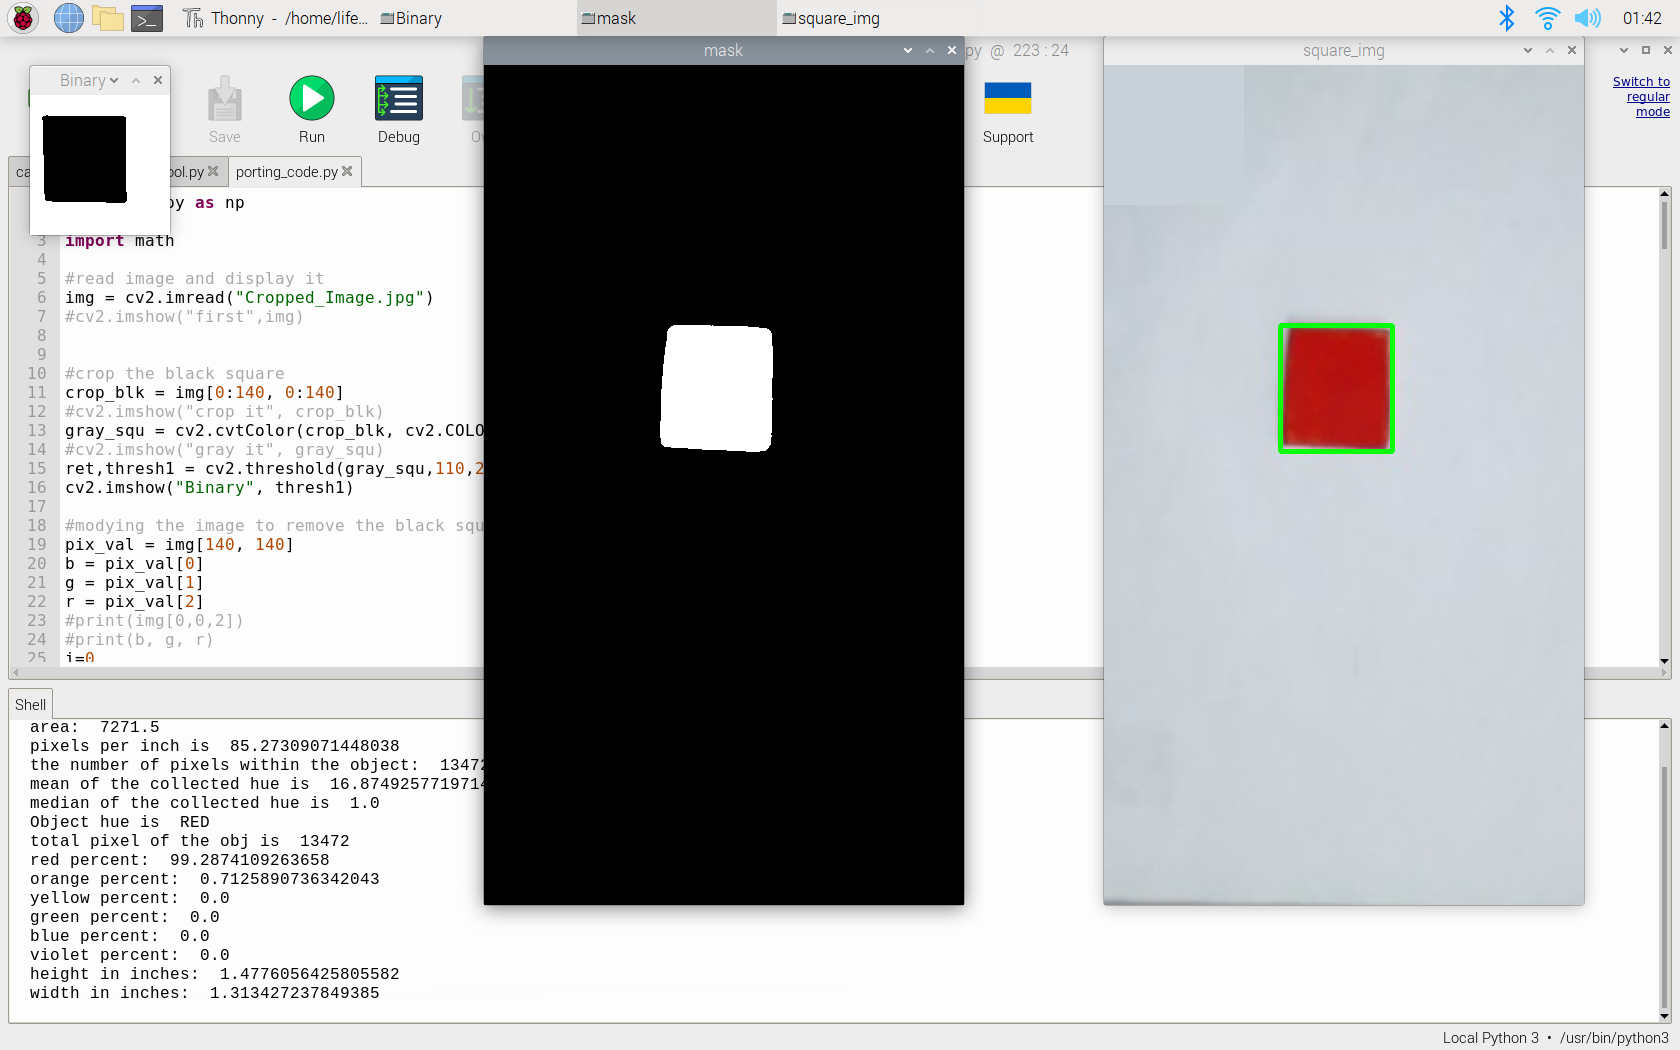 Thonny - /home/life...
Binary
mask
square_img
01:42
mask
py @ 223 : 24
square_img
Binary
Switch to
regular
mode
Save
Run
Debug
Support
ool.py
porting_code.py
py as np
3 import math
4
5 #read image and display it
6 img = cv2.imread("Cropped_Image.jpg")
7 #cv2.imshow("first",img)
8
9
10 #crop the black square
11 crop_blk = img[0:140, 0:140]
12 #cv2.imshow("crop it", crop_blk)
13 gray_squ = cv2.cvtColor(crop_blk, cv2.COLO
14 #cv2.imshow("gray it", gray_squ)
15 ret,thresh1 = cv2.threshold(gray_squ,110,2
16 cv2.imshow("Binary", thresh1)
17
18 #modying the image to remove the black squ
19 pix_val = img[140, 140]
20 b = pix_val[0]
21 g = pix_val[1]
22 r = pix_val[2]
23 #print(img[0,0,2])
24 #print(b, g, r)
25 i=0
Shell
area:  7271.5
pixels per inch is  85.27309071448038
the number of pixels within the object:  13472
mean of the collected hue is  16.8749257719714
median of the collected hue is  1.0
Object hue is  RED
total pixel of the obj is  13472
red percent:  99.2874109263658
orange percent:  0.7125890736342043
yellow percent:  0.0
green percent:  0.0
blue percent:  0.0
violet percent:  0.0
height in inches:  1.4776056425805582
width in inches:  1.313427237849385
Local Python 3 • /usr/bin/python3